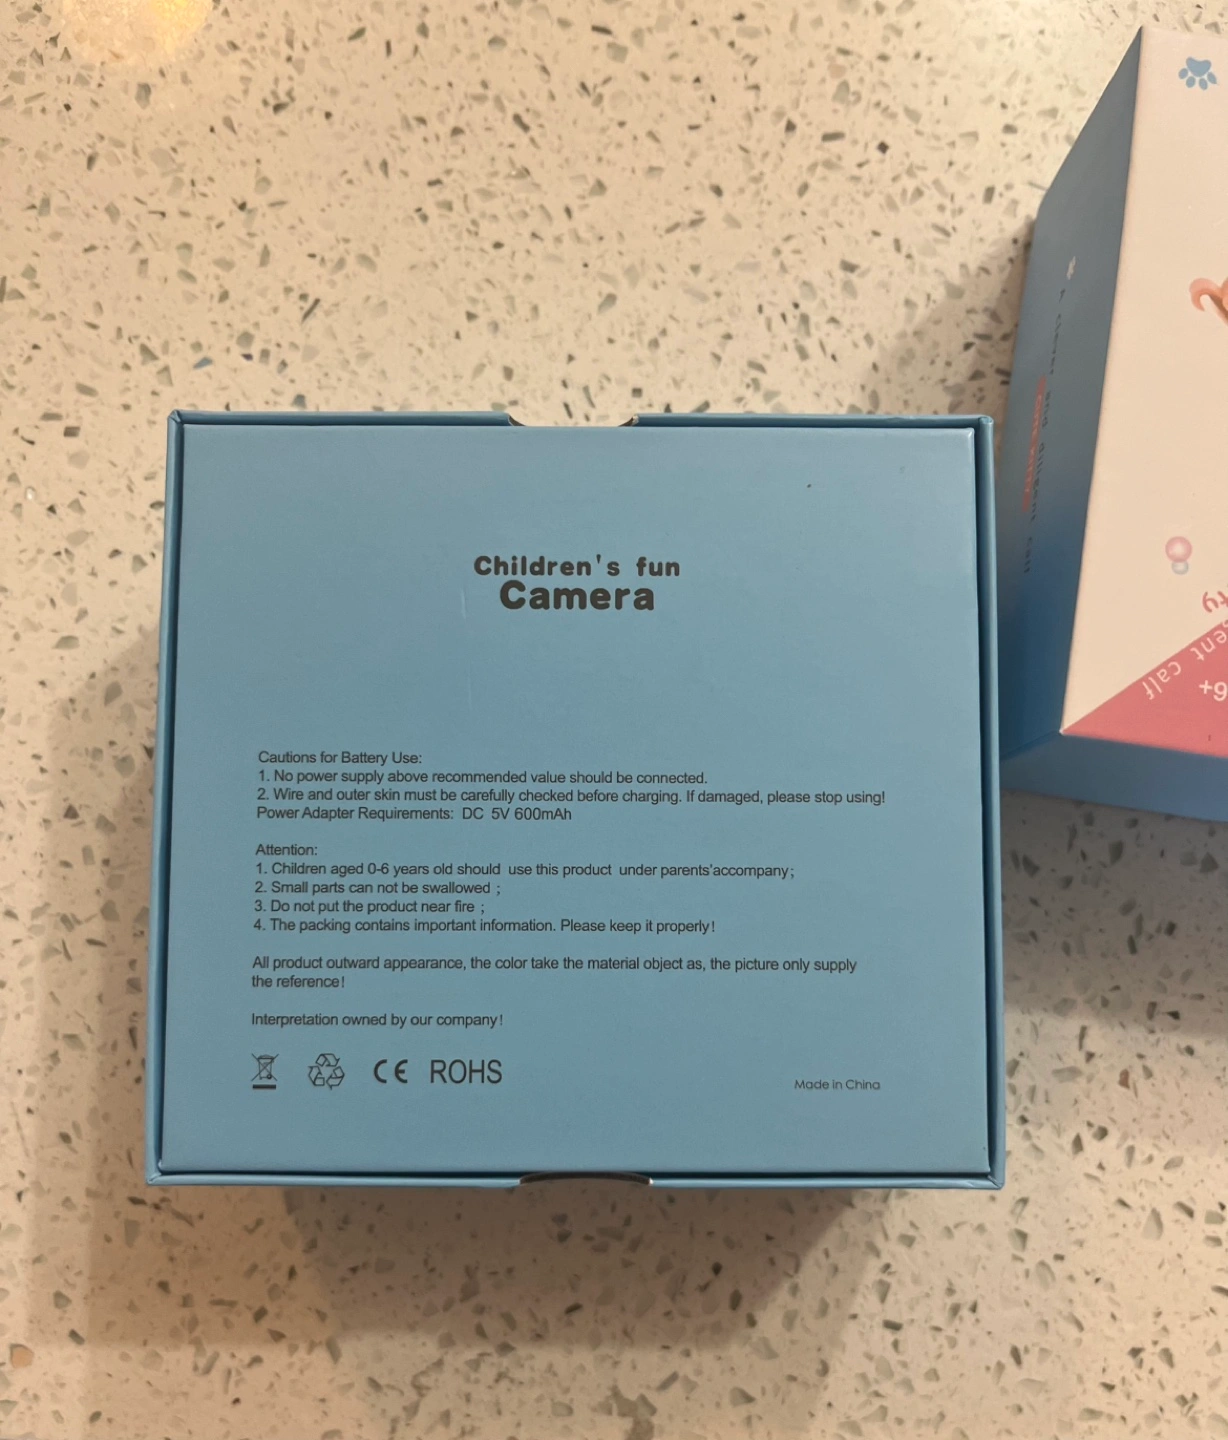 Children's fun
Camera
Cautions for Battery Use:
1. No power supply above recommended value should be connected.
2. Wire and outer skin must be carefully checked before charging. If damaged, please stop using!
Power Adapter Requirements: DC 5V 600mAh
Attention:
1. Children aged 0-6 years old should use this product under parents'accompany;
2. Small parts can not be swallowed ;
3. Do not put the product near fire ;
4. The packing contains important information. Please keep it properly!
All product outward appearance, the color take the material object as, the picture only supply
the reference!
Interpretation owned by our company!
CE ROHS
Made in China
A clever and diligent calf
calf
6+